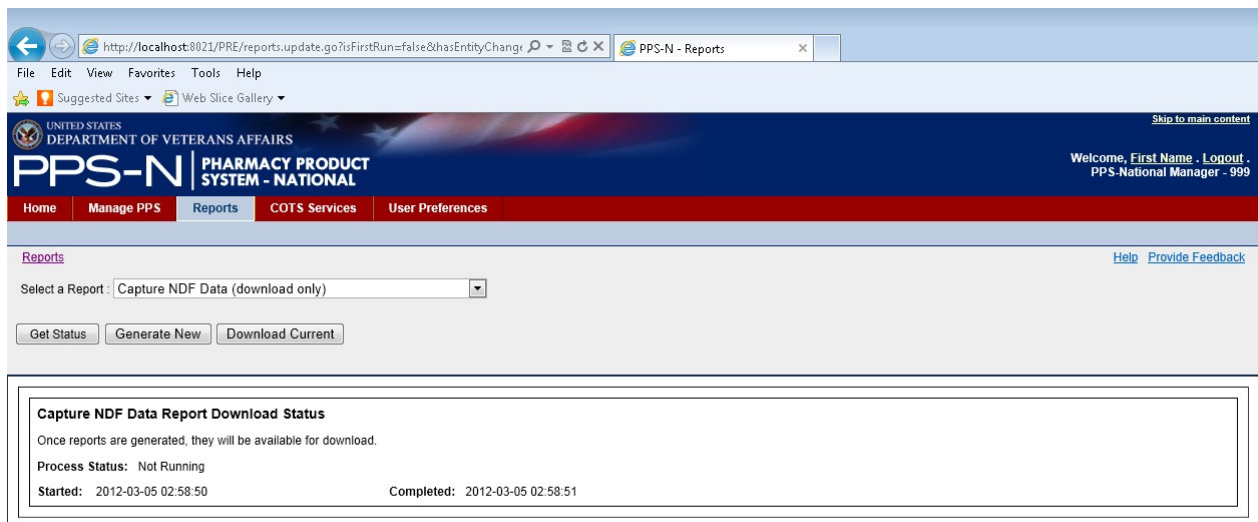 http://localhost:8021/PRE/reports.update.go?isFirstRun=false&hasEntityChange
PPS-N - Reports
File Edit View Favorites Tools Help
Suggested Sites Web Slice Gallery
UNITED STATES
DEPARTMENT OF VETERANS AFFAIRS
PPS-N
PHARMACY PRODUCT
SYSTEM - NATIONAL
Skip to main content
Welcome, First Name . Logout .
PPS-National Manager - 999
Home Manage PPS Reports COTS Services User Preferences
Reports Help Provide Feedback
Select a Report : Capture NDF Data (download only)
Get Status Generate New Download Current
Capture NDF Data Report Download Status
Once reports are generated, they will be available for download.
Process Status: Not Running
Started: 2012-03-05 02:58:50 Completed: 2012-03-05 02:58:51